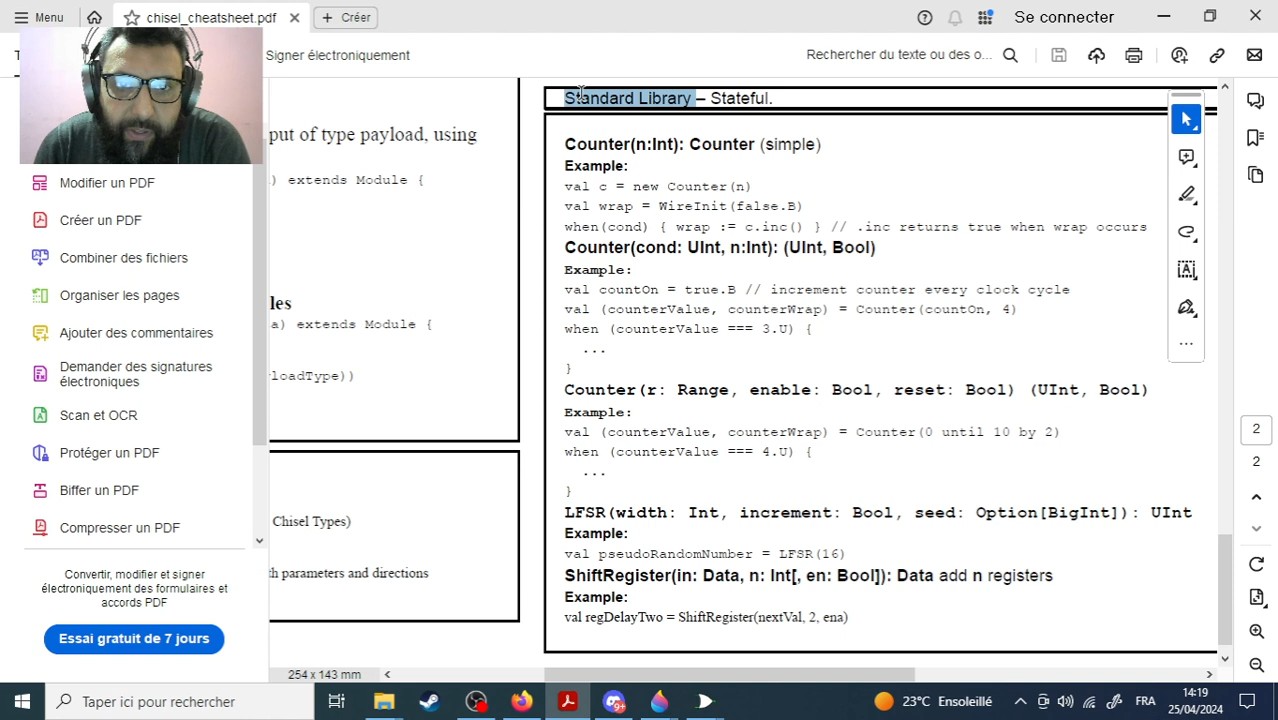 Menu
chisel_cheatsheet.pdf
Créer
Se connecter
Signer électroniquement
Rechercher du texte ou des o...
Modifier un PDF
Créer un PDF
Combiner des fichiers
Organiser les pages
Ajouter des commentaires
Demander des signatures
électroniques
Scan et OCR
Protéger un PDF
Biffer un PDF
Compresser un PDF
Convertir, modifier et signer
électroniquement des formulaires et
accords PDF
Essai gratuit de 7 jours
put of type payload, using
) extends Module {
les
a) extends Module {
loadType))
Chisel Types)
th parameters and directions
254 x 143 mm
Standard Library – Stateful.
Counter(n:Int): Counter (simple)
Example:
val c = new Counter(n)
val wrap = WireInit(false.B)
when(cond) { wrap := c.inc() } // .inc returns true when wrap occurs
Counter(cond: UInt, n:Int): (UInt, Bool)
Example:
val countOn = true.B // increment counter every clock cycle
val (counterValue, counterWrap) = Counter(countOn, 4)
when (counterValue === 3.U) {
...
}
Counter(r: Range, enable: Bool, reset: Bool) (UInt, Bool)
Example:
val (counterValue, counterWrap) = Counter(0 until 10 by 2)
when (counterValue === 4.U) {
...
}
LFSR(width: Int, increment: Bool, seed: Option[BigInt]): UInt
Example:
val pseudoRandomNumber = LFSR(16)
ShiftRegister(in: Data, n: Int[, en: Bool]): Data add n registers
Example:
val regDelayTwo = ShiftRegister(nextVal, 2, ena)
2
2
Taper ici pour rechercher
23°C Ensoleillé
FRA
14:19
25/04/2024